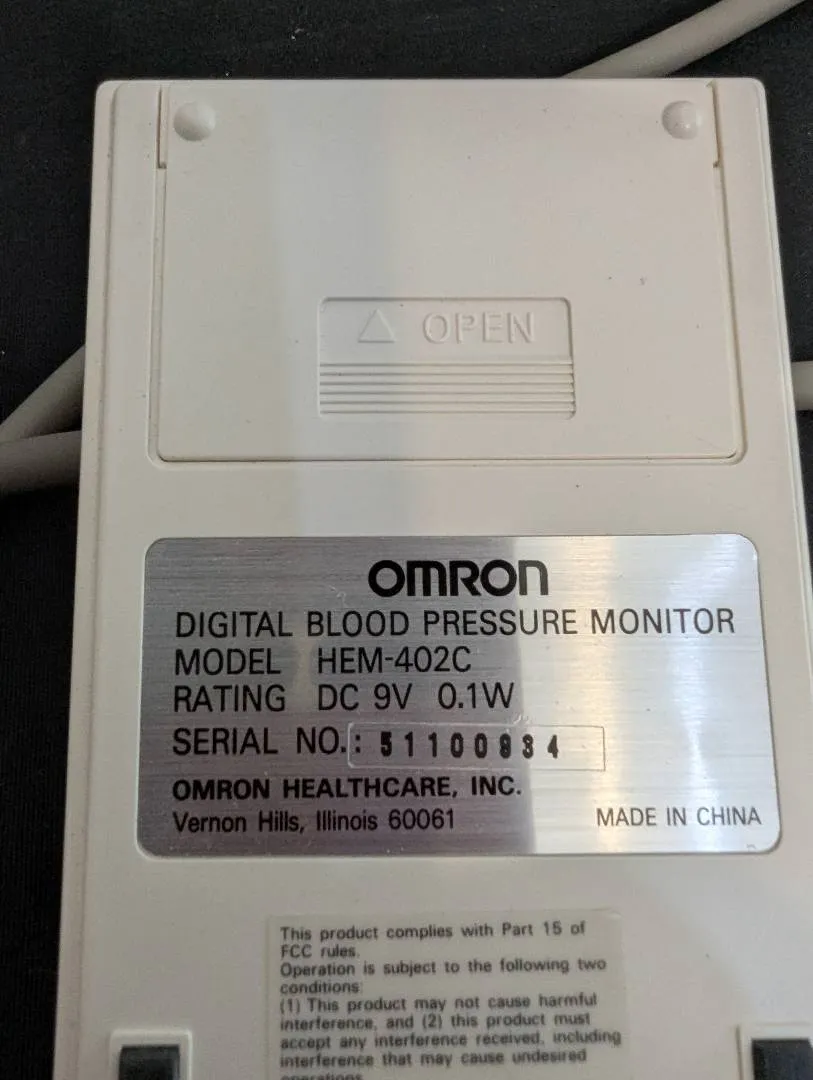 △ OPEN
OMRON
DIGITAL BLOOD PRESSURE MONITOR
MODEL HEM-402C
RATING DC 9V 0.1W
SERIAL NO.: 51100934
OMRON HEALTHCARE, INC.
Vernon Hills, Illinois 60061
MADE IN CHINA
This product complies with Part 15 of
FCC rules.
Operation is subject to the following two
conditions:
(1) This product may not cause harmful
interference, and (2) this product must
accept any interference received, including
interference that may cause undesired
operations